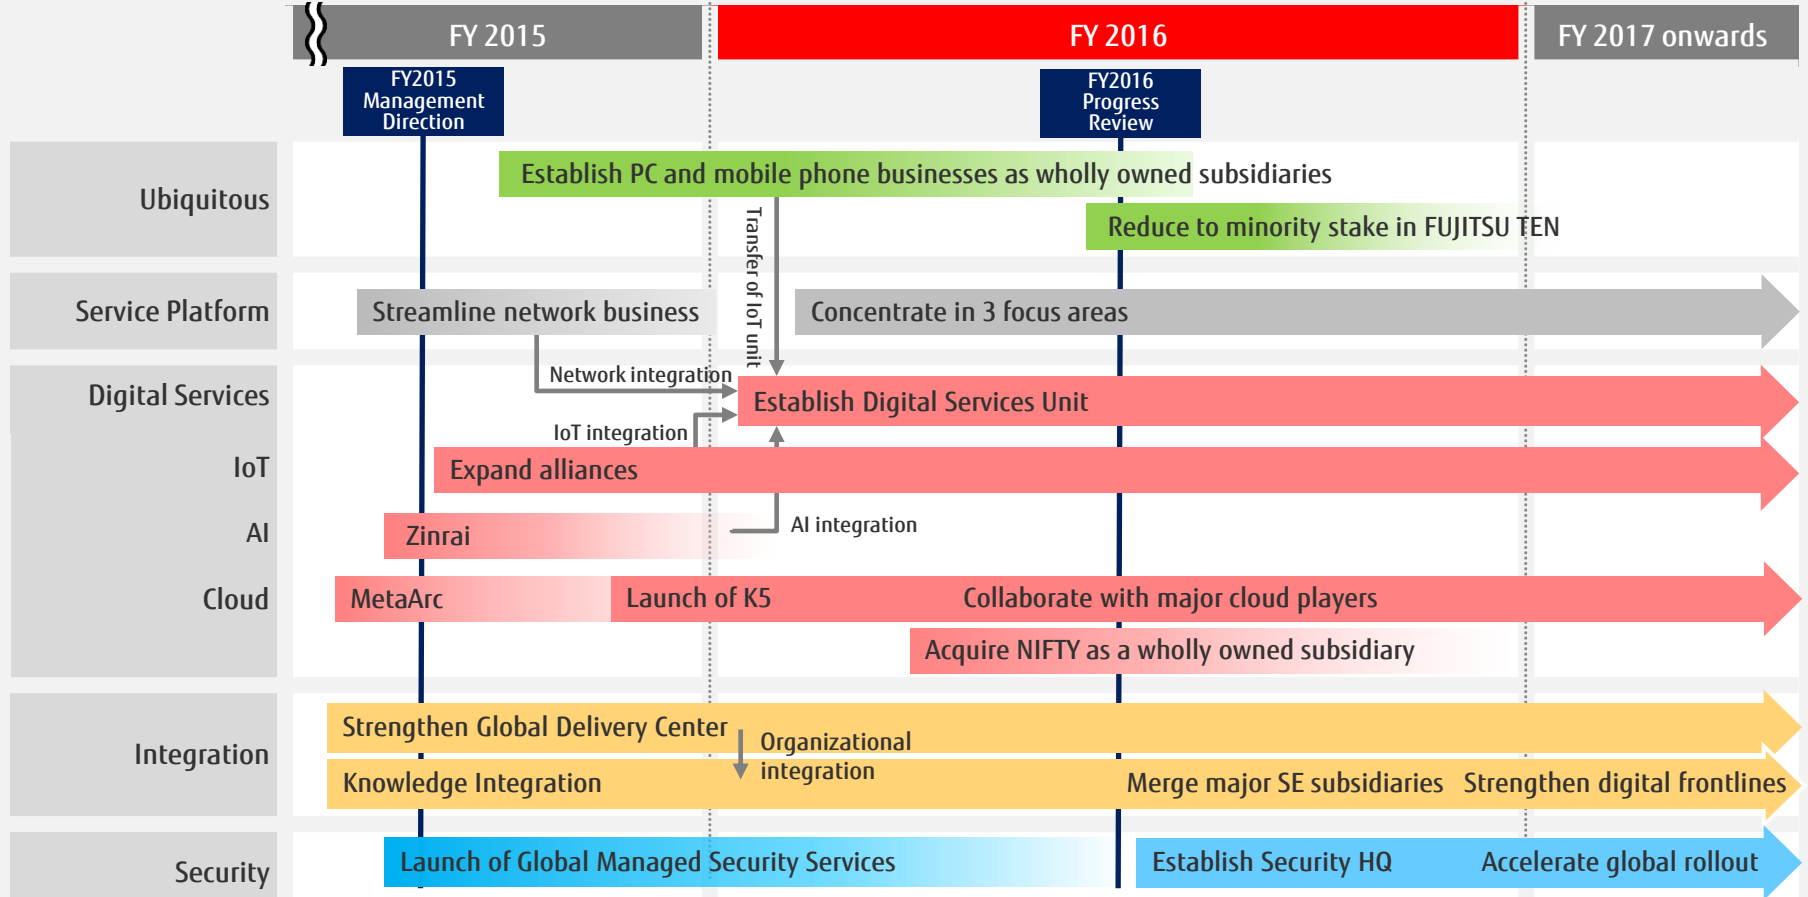 FY 2015
FY 2016
FY 2017 onwards
FY2015
Management
Direction
FY2016
Progress
Review
Ubiquitous
Establish PC and mobile phone businesses as wholly owned subsidiaries
Reduce to minority stake in FUJITSU TEN
Transfer of IoT unit
Service Platform
Streamline network business
Concentrate in 3 focus areas
Network integration
Digital Services
Establish Digital Services Unit
IoT integration
IoT
Expand alliances
AI
Zinrai
AI integration
Cloud
MetaArc
Launch of K5
Collaborate with major cloud players
Acquire NIFTY as a wholly owned subsidiary
Integration
Strengthen Global Delivery Center
Organizational
integration
Knowledge Integration
Merge major SE subsidiaries
Strengthen digital frontlines
Security
Launch of Global Managed Security Services
Establish Security HQ
Accelerate global rollout